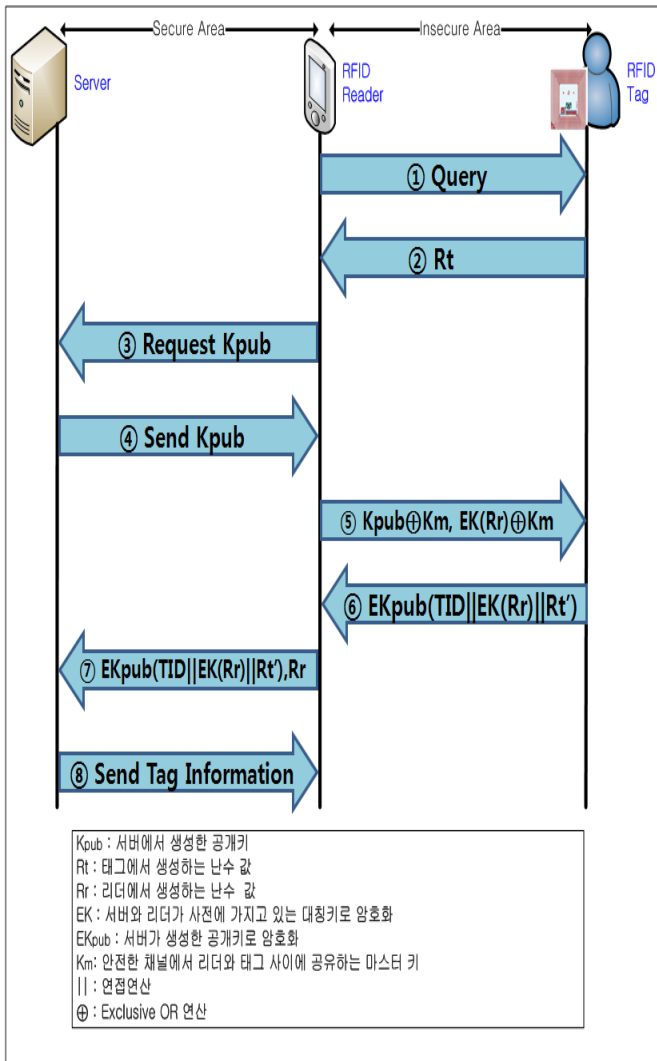 Secure Area
Insecure Area
Server
RFID
Reader
RFID
Tag
① Query
② Rt
③ Request Kpub
④ Send Kpub
⑤ Kpub⊕Km, EK(Rr)⊕Km
⑥ EKpub(TID||EK(Rr)||Rt')
⑦ EKpub(TID||EK(Rr)||Rt'),Rr
⑧ Send Tag Information
Kpub : 서버에서 생성한 공개키
Rt : 태그에서 생성하는 난수 값
Rr : 리더에서 생성하는 난수 값
EK : 서버와 리더가 사전에 가지고 있는 대칭키로 암호화
EKpub : 서버가 생성한 공개키로 암호화
Km: 안전한 채널에서 리더와 태그 사이에 공유하는 마스터 키
|| : 연접연산
⊕ : Exclusive OR 연산